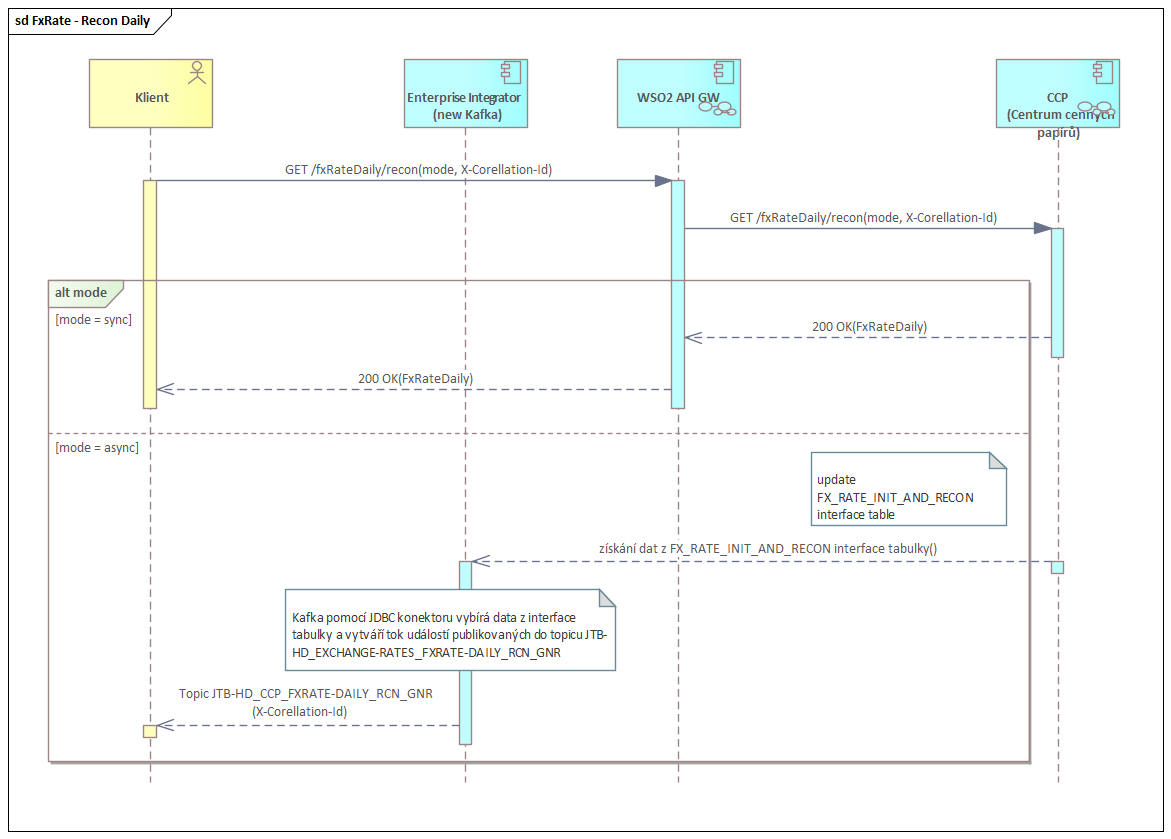 sd FxRate - Recon Daily
Klient
Enterprise Integrator
(new Kafka)
WSO2 API GW
CCP
(Centrum cenných
papírů)
GET /fxRateDaily/recon(mode, X-Corellation-Id)
GET /fxRateDaily/recon(mode, X-Corellation-Id)
alt mode
[mode = sync]
200 OK(FxRateDaily)
200 OK(FxRateDaily)
[mode = async]
update
FX_RATE_INIT_AND_RECON
interface table
získání dat z FX_RATE_INIT_AND_RECON interface tabulky()
Kafka pomocí JDBC konektoru vybírá data z interface
tabulky a vytváří tok událostí publikovaných do topicu JTB-
HD_EXCHANGE-RATES_FXRATE-DAILY_RCN_GNR
Topic JTB-HD_CCP_FXRATE-DAILY_RCN_GNR
(X-Corellation-Id)